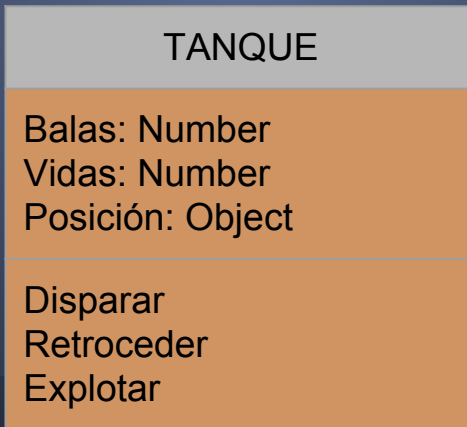 TANQUE
Balas: Number
Vidas: Number
Posición: Object
Disparar
Retroceder
Explotar